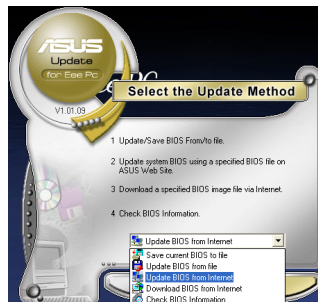 ASUS
Update
for Eee Pc
V1.01.09
Select the Update Method
1 Update/Save BIOS From/to file.
2 Update system BIOS using a specified BIOS file on
ASUS Web Site.
3 Download a specified BIOS image file via Internet.
4 Check BIOS Information.
Update BIOS from Internet
Save current BIOS to file
Update BIOS from file
Update BIOS from Internet
Download BIOS from Internet
Check BIOS Information